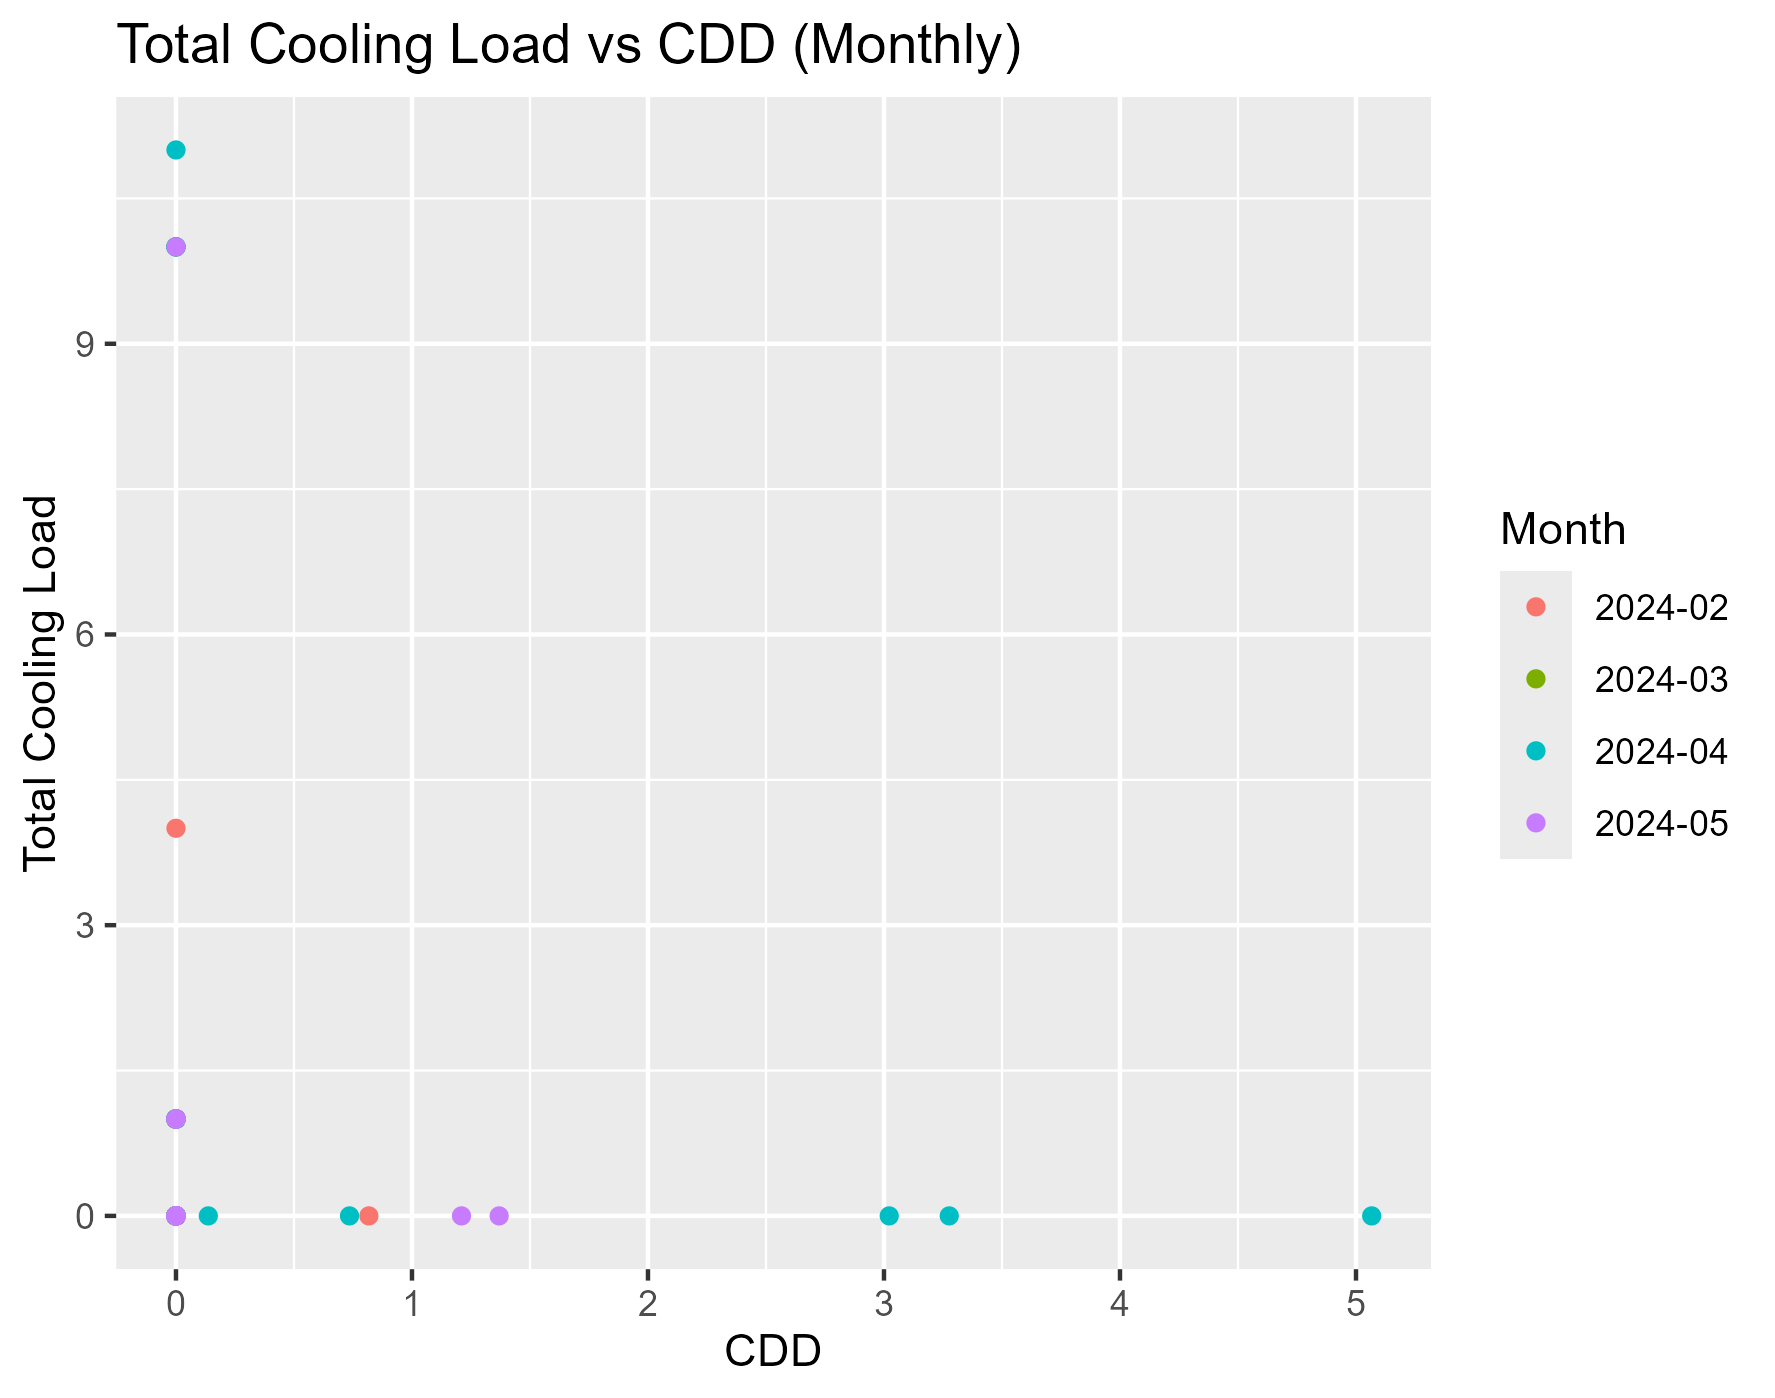 Total Cooling Load vs CDD (Monthly)
Total Cooling Load
9
6
3
0
0 1 2 3 4 5
CDD
Month
2024-02
2024-03
2024-04
2024-05